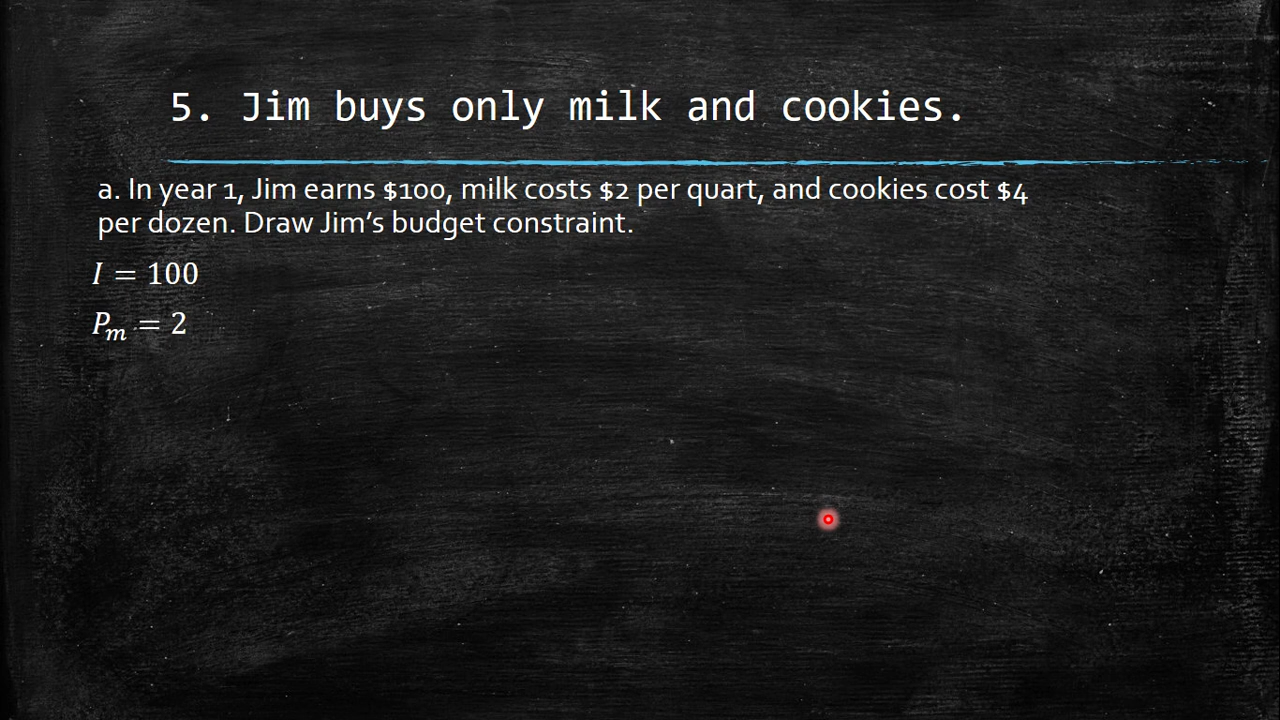 5. Jim buys only milk and cookies.
a. In year 1, Jim earns $100, milk costs $2 per quart, and cookies cost $4
per dozen. Draw Jim’s budget constraint.
I = 100
Pₘ = 2